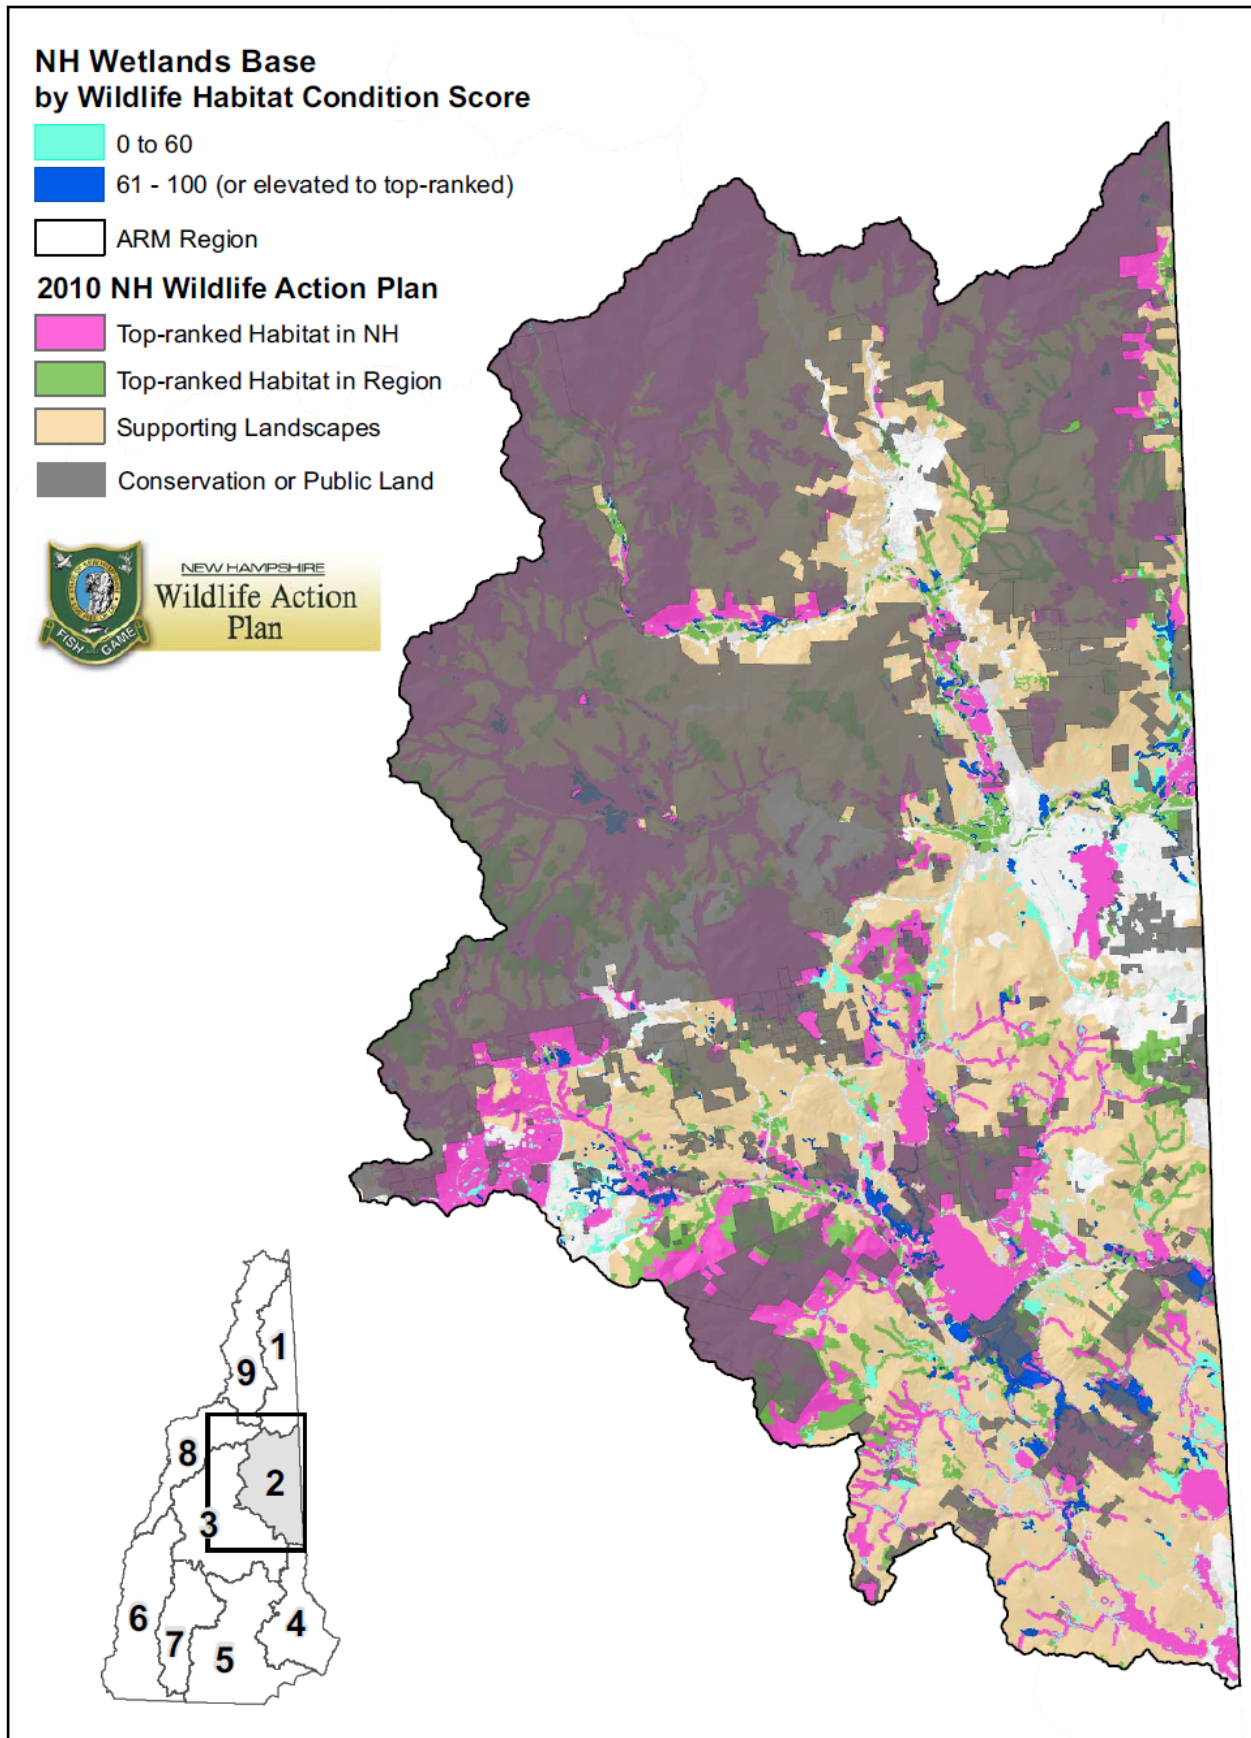 NH Wetlands Base
by Wildlife Habitat Condition Score
0 to 60
61 - 100 (or elevated to top-ranked)
ARM Region
2010 NH Wildlife Action Plan
Top-ranked Habitat in NH
Top-ranked Habitat in Region
Supporting Landscapes
Conservation or Public Land
FISH AND GAME
NEW HAMPSHIRE
Wildlife Action
Plan
1
9
8
2
3
6
7
5
4